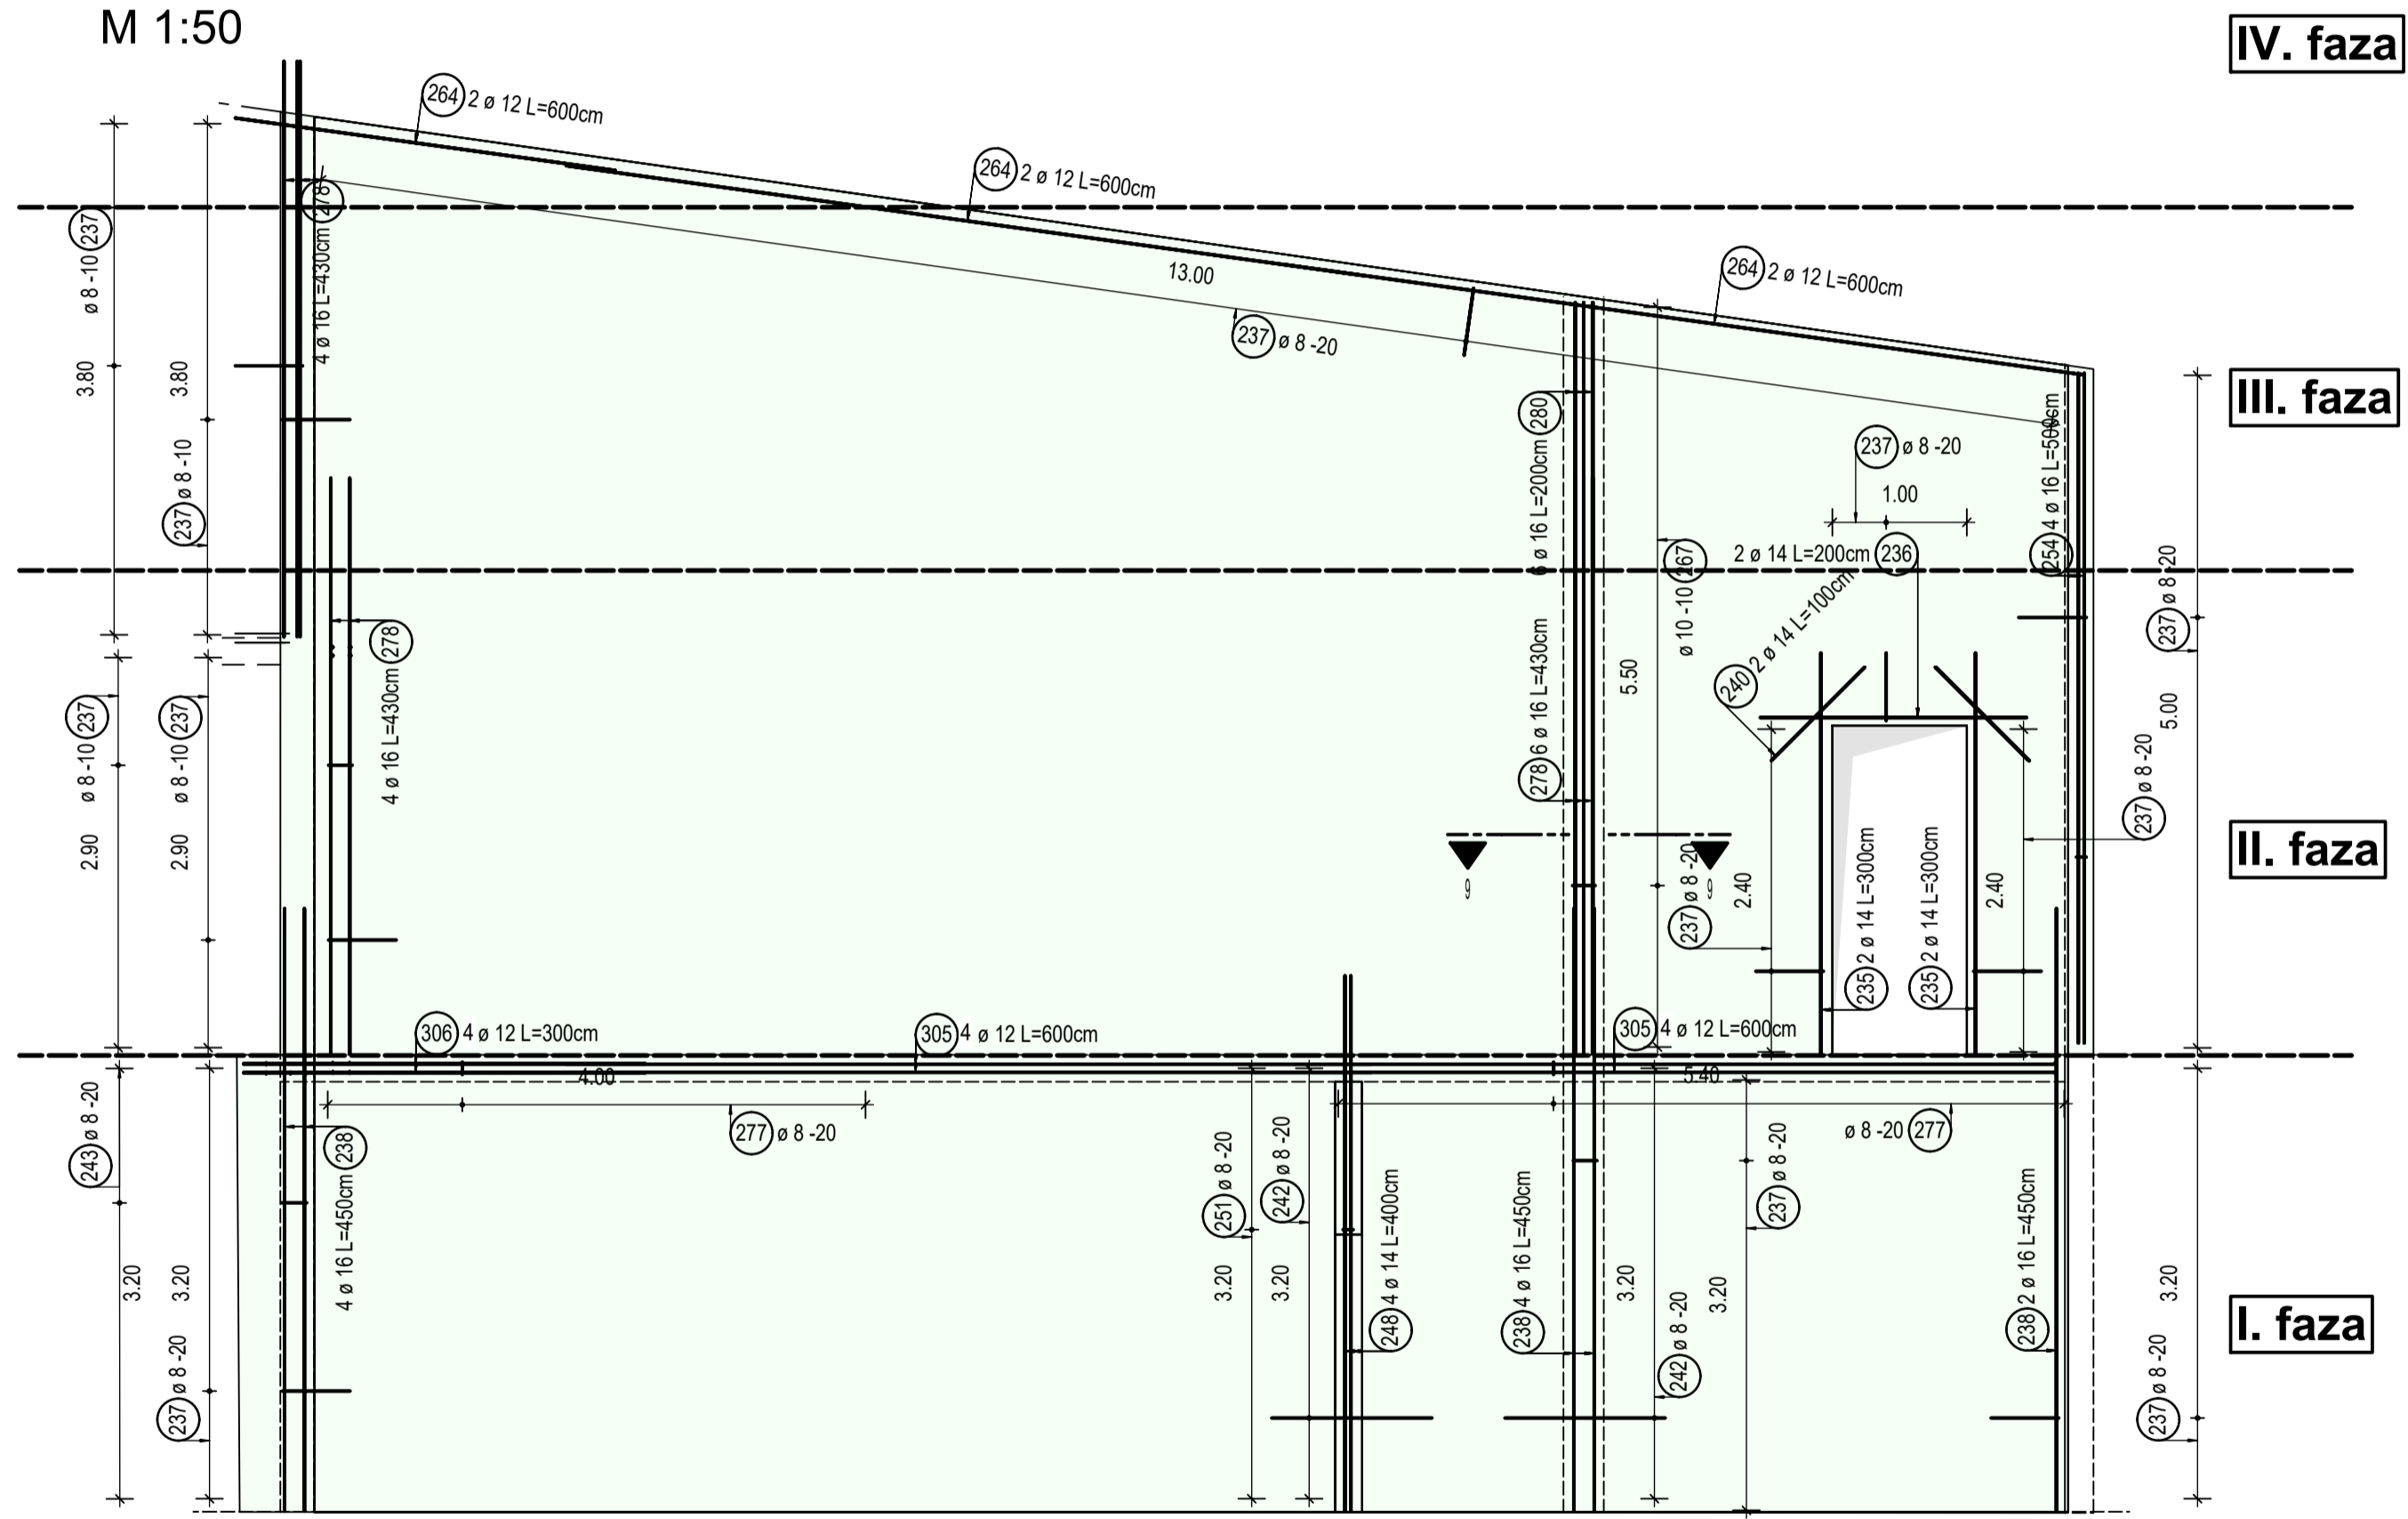 M 1:50
IV. faza
264 2 ø 12 L=600cm
264 2 ø 12 L=600cm
264 2 ø 12 L=600cm
13.00
237 ø 8 -20
ø 8 -10 237
3.80
3.80
237 ø 8 -10
4 ø 16 L=430cm 278
III. faza
6 ø 16 L=200cm 280
ø 10 -10 267
5.50
237 ø 8 -20
1.00
2 ø 14 L=200cm 236
240 2 ø 14 L=100cm
254 4 ø 16 L=500cm
237 ø 8 -20
5.00
ø 8 -10 237
2.90
ø 8 -10 237
2.90
4 ø 16 L=430cm 278
278 6 ø 16 L=430cm
9
9
237 ø 8 -20
2.40
235 2 ø 14 L=300cm
235 2 ø 14 L=300cm
2.40
237 ø 8 -20
II. faza
306 4 ø 12 L=300cm
305 4 ø 12 L=600cm
305 4 ø 12 L=600cm
4.00
5.40
277 ø 8 -20
ø 8 -20 277
243 ø 8 -20
3.20
3.20
237 ø 8 -20
4 ø 16 L=450cm 238
251 ø 8 -20
3.20
242 ø 8 -20
3.20
248 4 ø 14 L=400cm
238 4 ø 16 L=450cm
3.20
242 ø 8 -20
3.20
237 ø 8 -20
238 2 ø 16 L=450cm
3.20
237 ø 8 -20
I. faza